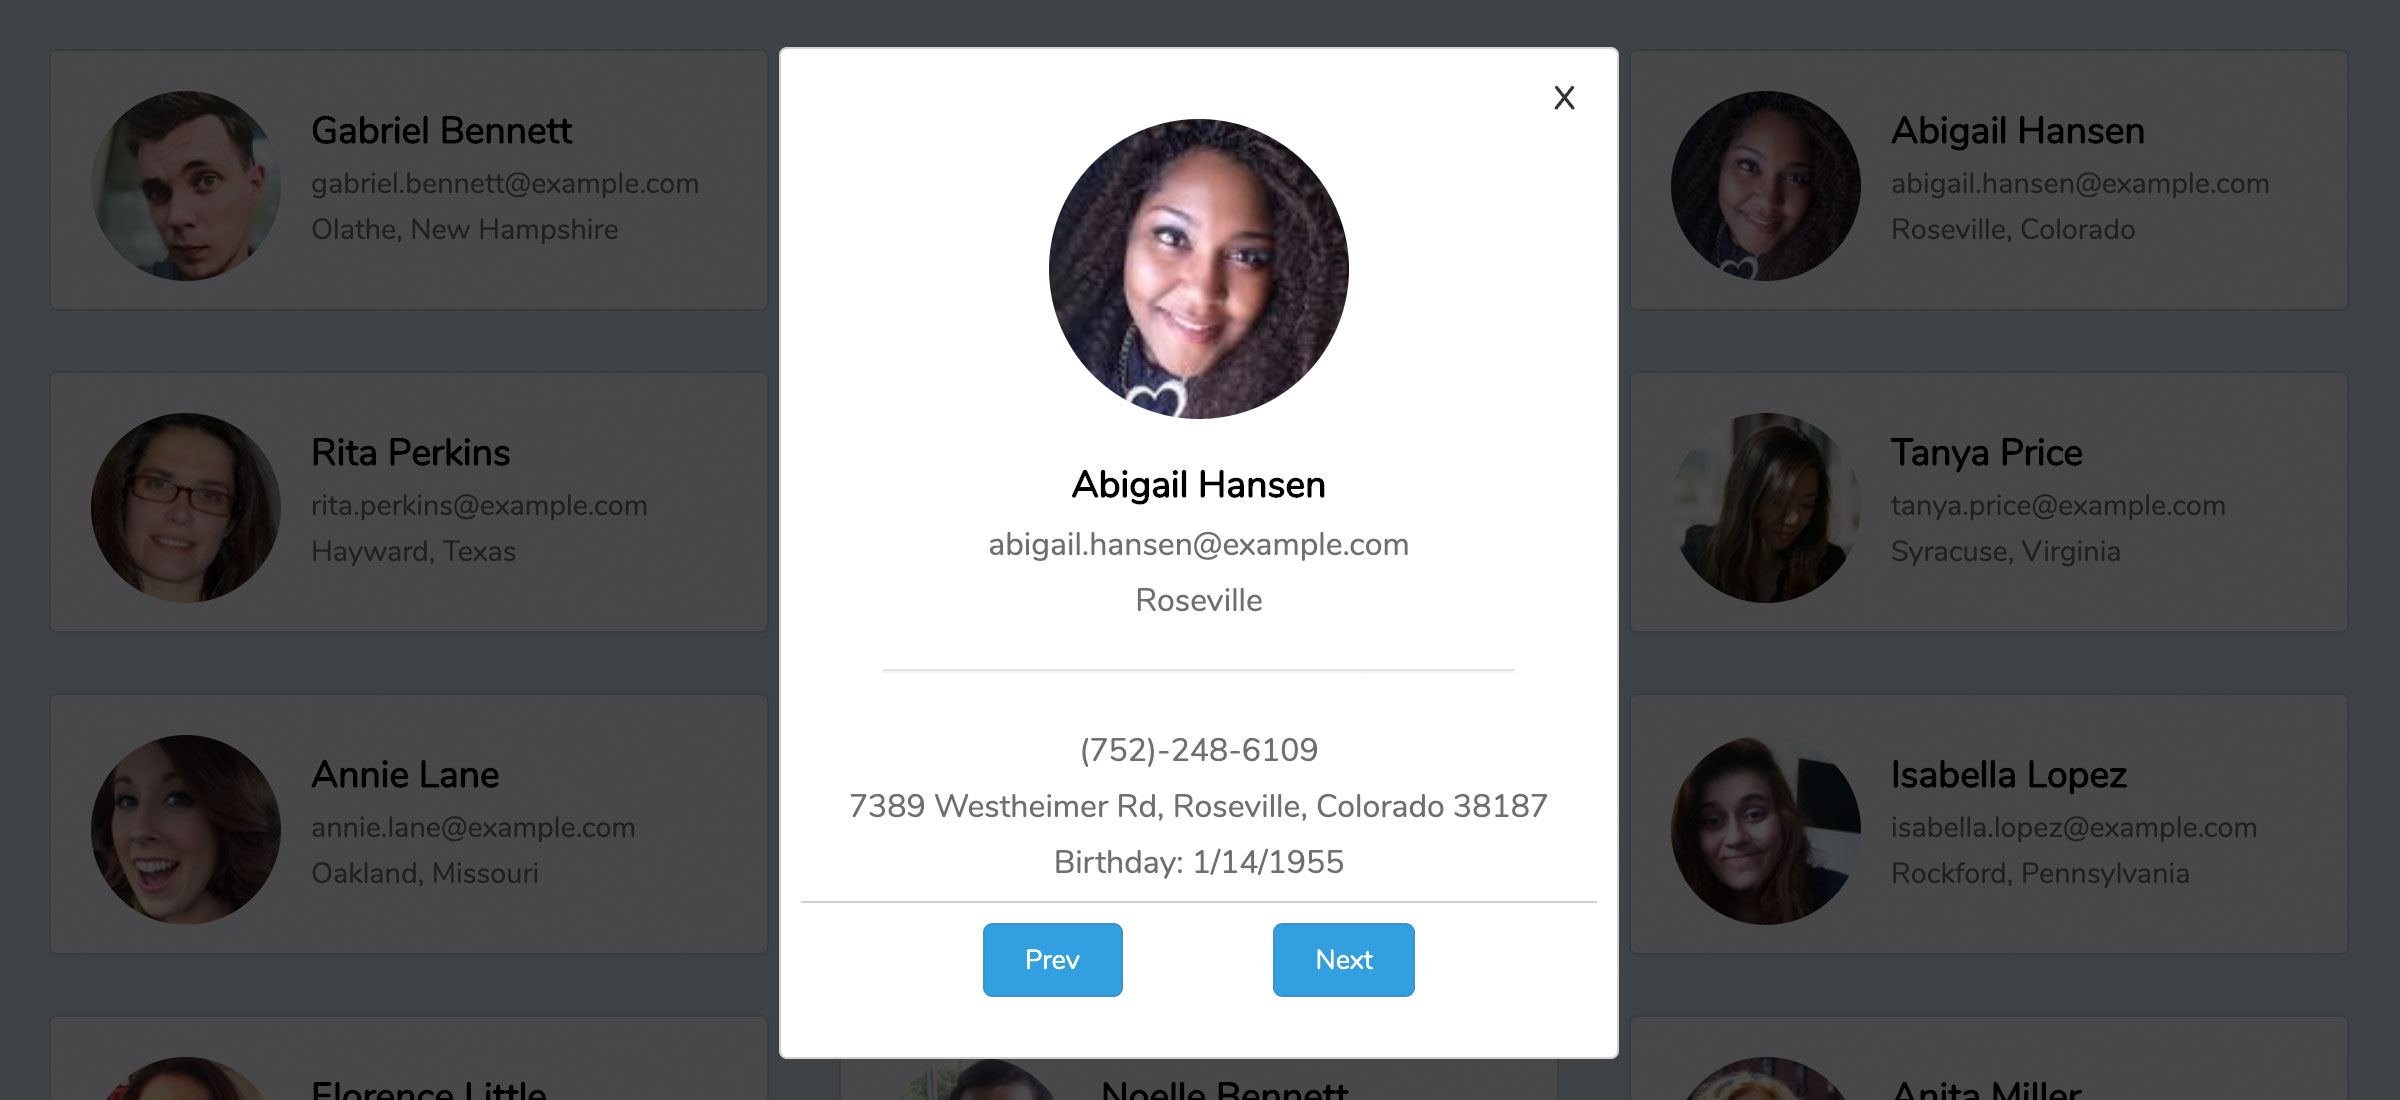 Gabriel Bennett
gabriel.bennett@example.com
Olathe, New Hampshire
X
Abigail Hansen
abigail.hansen@example.com
Roseville
(752)-248-6109
7389 Westheimer Rd, Roseville, Colorado 38187
Birthday: 1/14/1955
Prev
Next
Abigail Hansen
abigail.hansen@example.com
Roseville, Colorado
Rita Perkins
rita.perkins@example.com
Hayward, Texas
Tanya Price
tanya.price@example.com
Syracuse, Virginia
Annie Lane
annie.lane@example.com
Oakland, Missouri
Isabella Lopez
isabella.lopez@example.com
Rockford, Pennsylvania
Florence Little
Noelle Bennett
Anita Miller